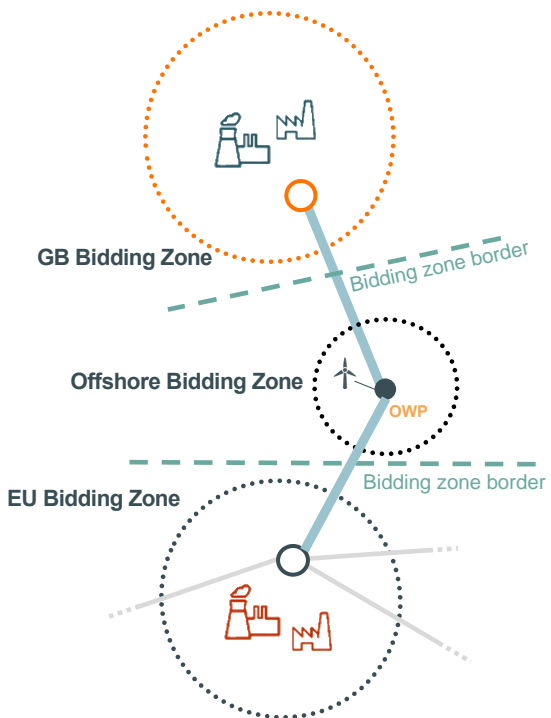 GB Bidding Zone
Bidding zone border
Offshore Bidding Zone
OWP
Bidding zone border
EU Bidding Zone